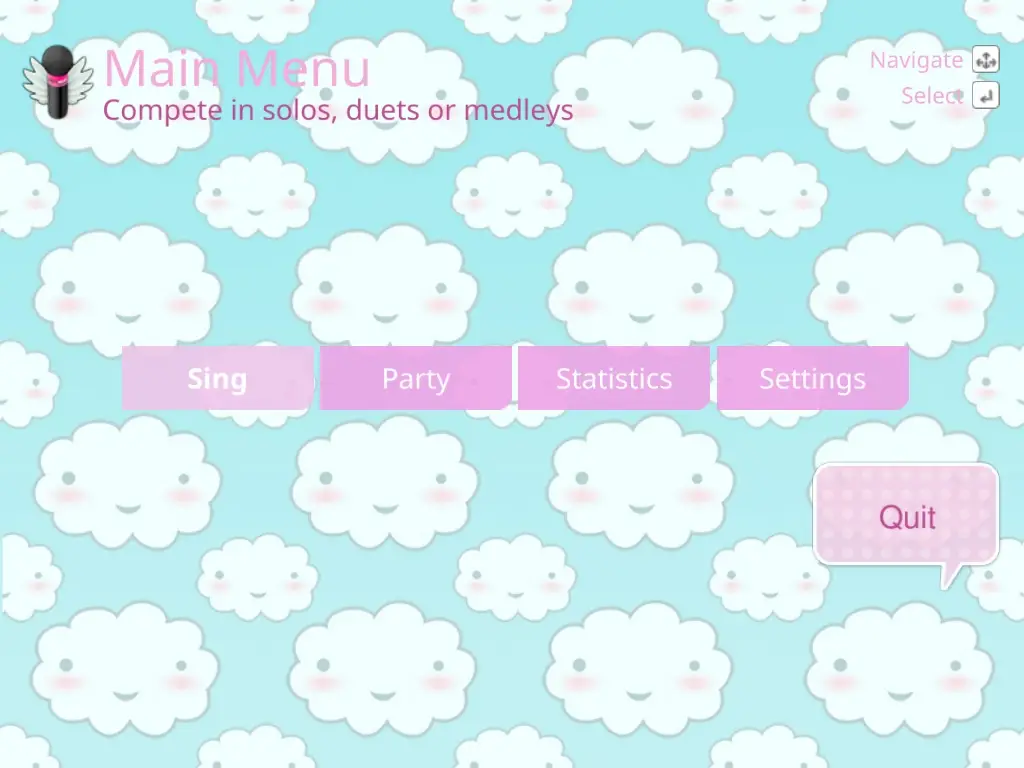 Main Menu
Compete in solos, duets or medleys
Navigate
Select
Sing
Party
Statistics
Settings
Quit